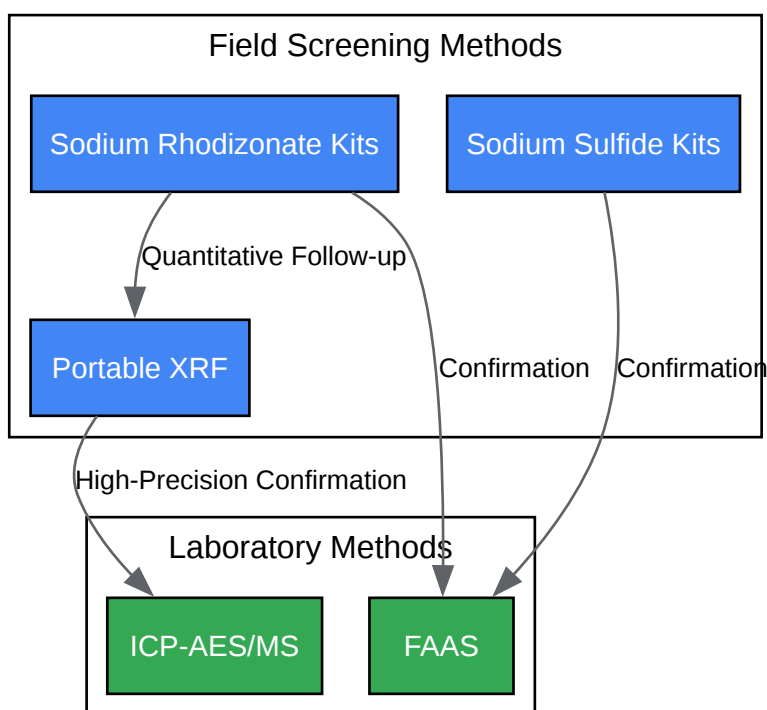 Field Screening Methods
Sodium Rhodizonate Kits
Sodium Sulfide Kits
Quantitative Follow-up
Portable XRF
Confirmation
Confirmation
High-Precision Confirmation
Laboratory Methods
ICP-AES/MS
FAAS